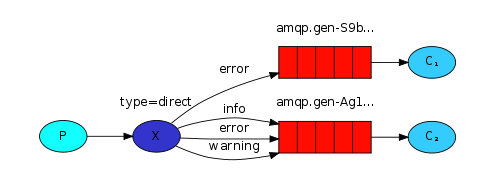 amqp.gen-S9b...
error
C₁
type=direct
amqp.gen-Ag1...
info
P
X
error
C₂
warning